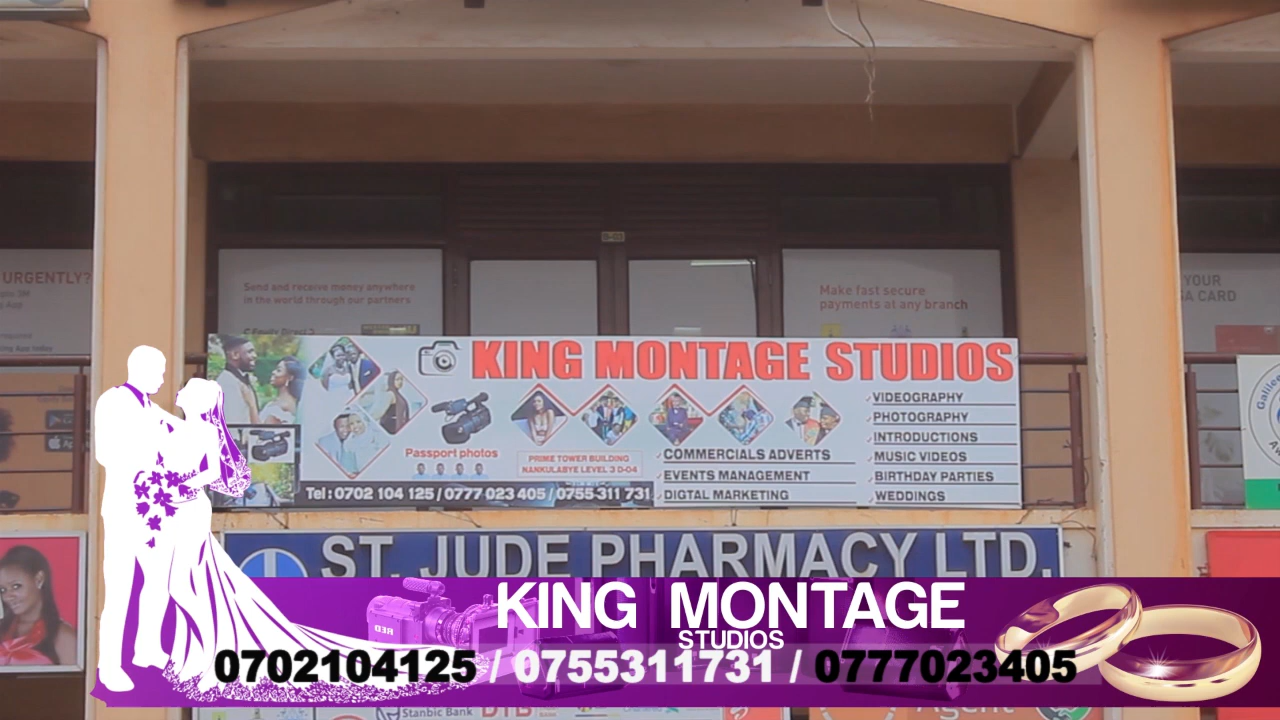 URGENTLY?
Send and receive money anywhere
in the world through our partners
Make fast secure
payments at any branch
YOUR
CARD
KING MONTAGE STUDIOS
Passport photos
PRIME TOWER BUILDING
NANKULABYE LEVEL 3 D-04
COMMERCIALS ADVERTS
EVENTS MANAGEMENT
DIGTAL MARKETING
VIDEOGRAPHY
PHOTOGRAPHY
INTRODUCTIONS
MUSIC VIDEOS
BIRTHDAY PARTIES
WEDDINGS
Tel : 0702 104 125 / 0777 023 405 / 0755 311 731
ST. JUDE PHARMACY LTD.
KING MONTAGE
STUDIOS
0702104125 / 0755311731 / 0777023405
Stanbic Bank DTB
Agent